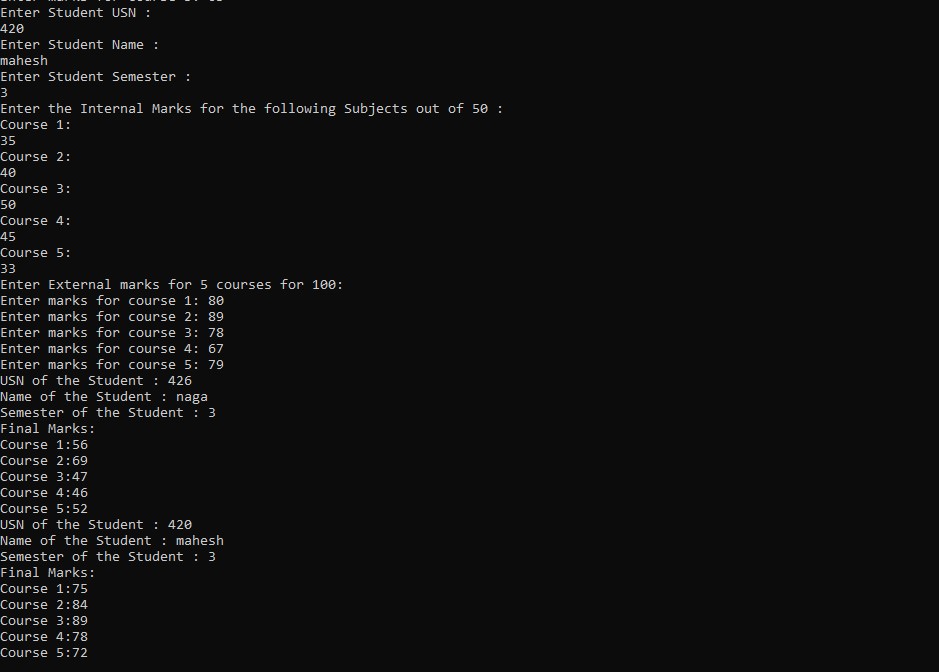 Enter Student USN :
420
Enter Student Name :
mahesh
Enter Student Semester :
3
Enter the Internal Marks for the following Subjects out of 50 :
Course 1:
35
Course 2:
40
Course 3:
50
Course 4:
45
Course 5:
33
Enter External marks for 5 courses for 100:
Enter marks for course 1: 80
Enter marks for course 2: 89
Enter marks for course 3: 78
Enter marks for course 4: 67
Enter marks for course 5: 79
USN of the Student : 426
Name of the Student : naga
Semester of the Student : 3
Final Marks:
Course 1:56
Course 2:69
Course 3:47
Course 4:46
Course 5:52
USN of the Student : 420
Name of the Student : mahesh
Semester of the Student : 3
Final Marks:
Course 1:75
Course 2:84
Course 3:89
Course 4:78
Course 5:72